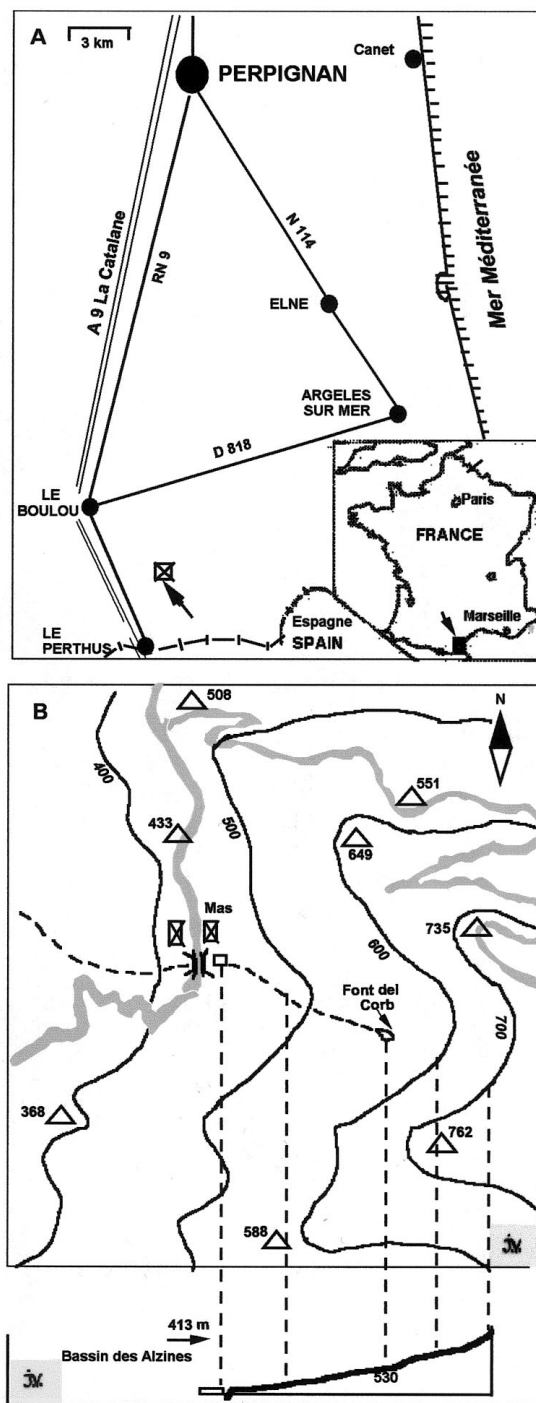 A
3 km
Canet
PERPIGNAN
A 9 La Catalane
RN 9
N 114
Mer Méditerranée
ELNE
ARGELES
SUR MER
D 818
LE
BOULOU
Paris
FRANCE
Marseille
Espagne
SPAIN
LE
PERTHUS
B
508
N
400
500
551
433
649
Mas
600
735
Font del
Corb
700
368
762
588
J.V.
413 m
Bassin des Alzines
530
J.V.